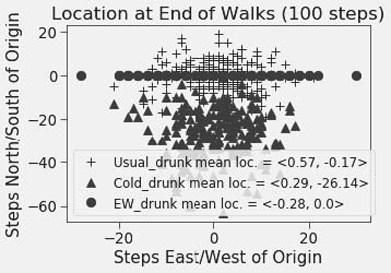 Location at End of Walks (100 steps)
Steps North/South of Origin
20
0
−20
−40
−60
Usual_drunk mean loc. = <0.57, -0.17>
Cold_drunk mean loc. = <0.29, -26.14>
EW_drunk mean loc. = <-0.28, 0.0>
−20
0
20
Steps East/West of Origin